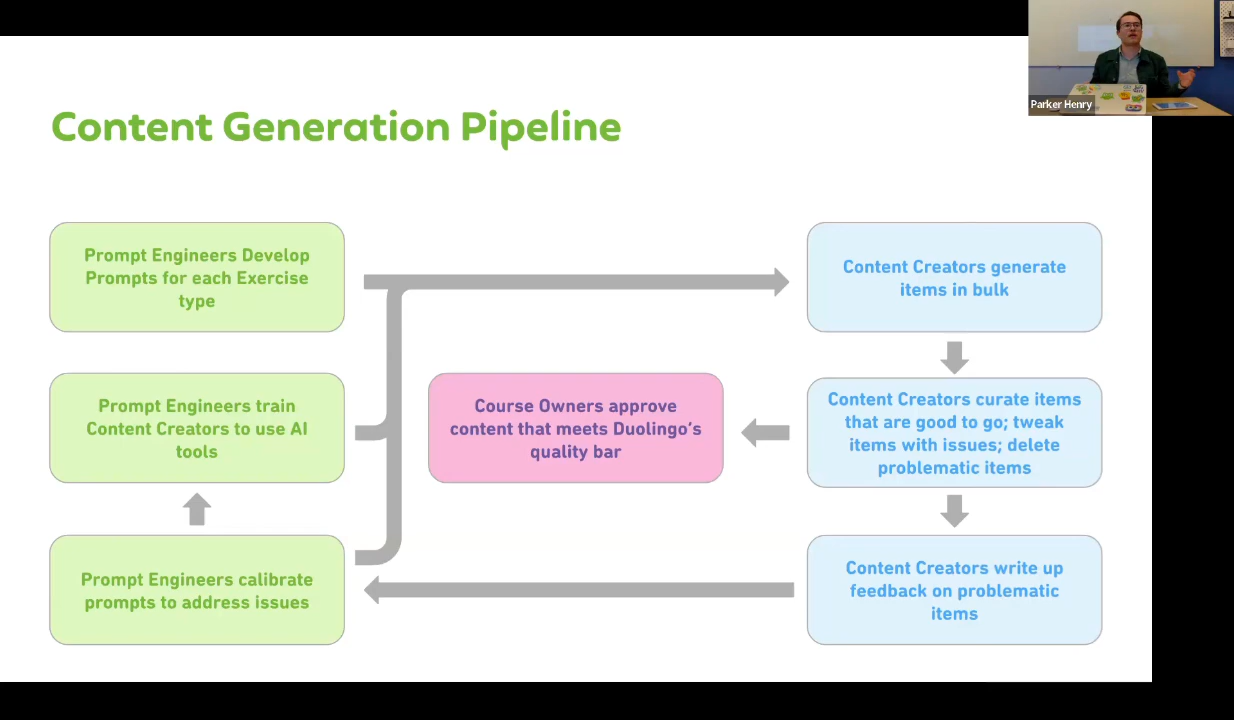 Parker Henry
Content Generation Pipeline
Prompt Engineers Develop
Prompts for each Exercise
type
Content Creators generate
items in bulk
Prompt Engineers train
Content Creators to use AI
tools
Course Owners approve
content that meets Duolingo's
quality bar
Content Creators curate items
that are good to go; tweak
items with issues; delete
problematic items
Prompt Engineers calibrate
prompts to address issues
Content Creators write up
feedback on problematic
items